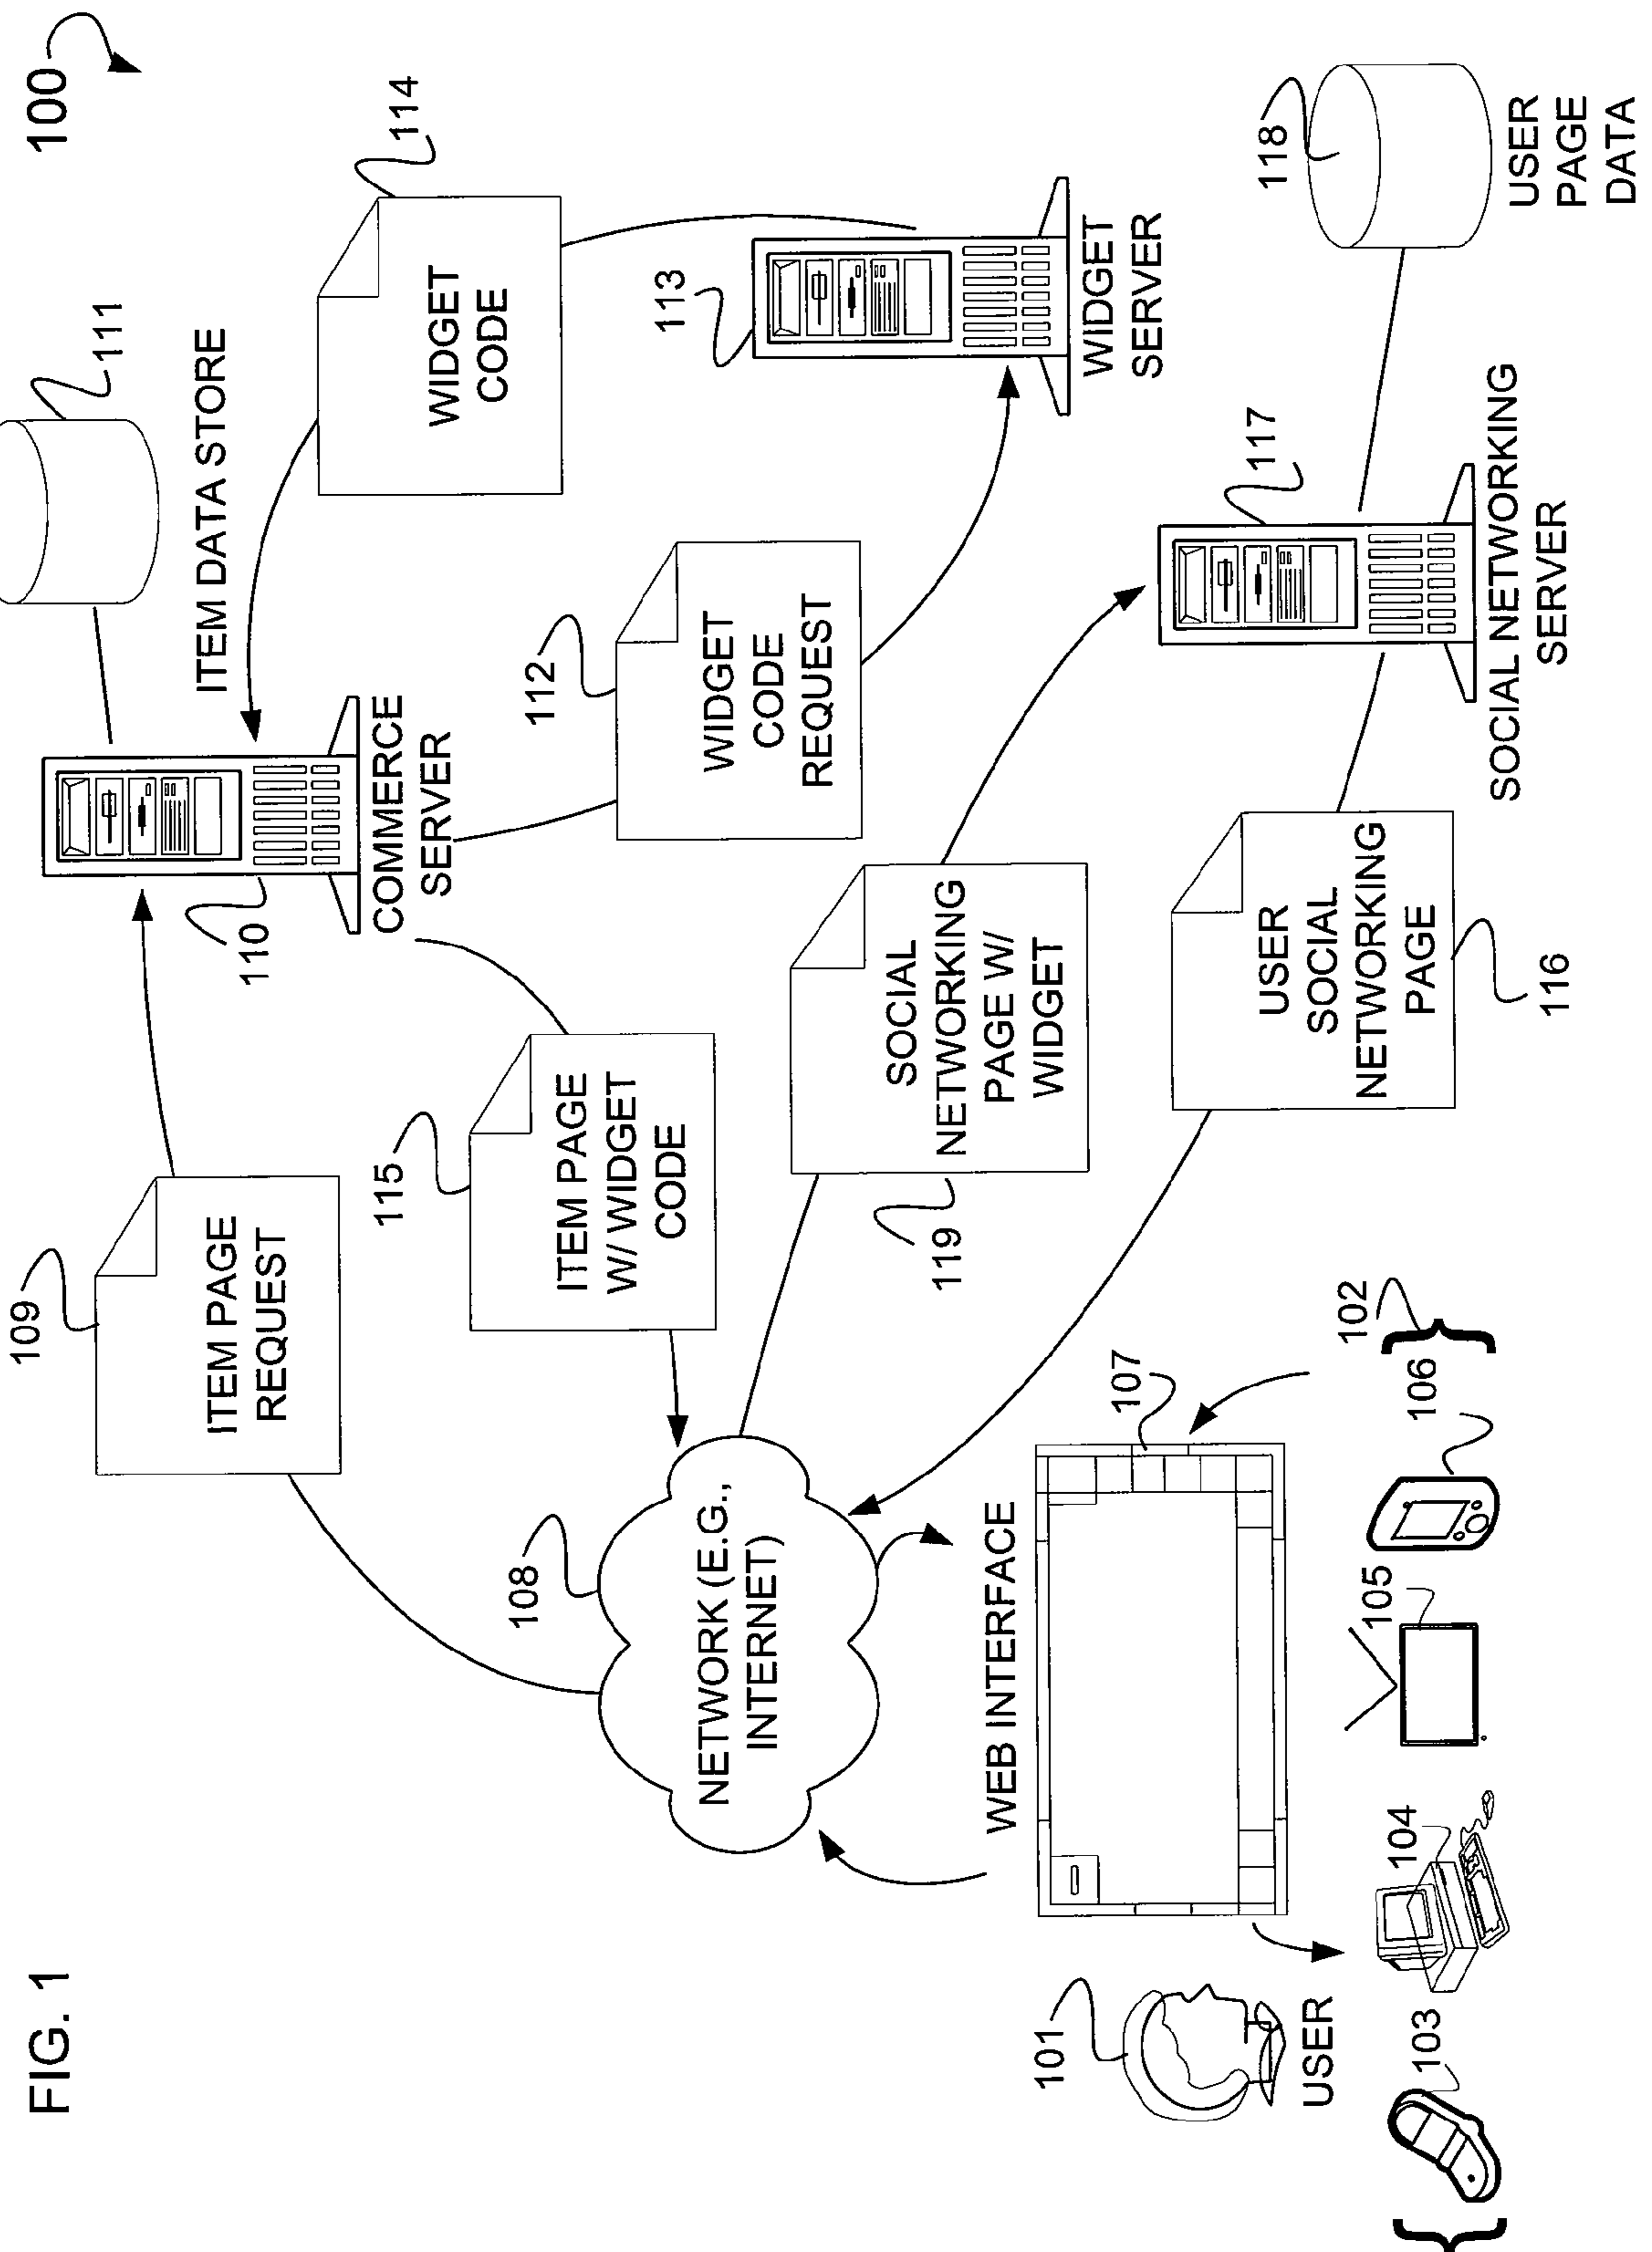 FIG. 1
100
109
ITEM PAGE
REQUEST
110
COMMERCE
SERVER
111
ITEM DATA STORE
114
WIDGET
CODE
115
ITEM PAGE
W/ WIDGET
CODE
112
WIDGET
CODE
REQUEST
113
WIDGET
SERVER
108
NETWORK (E.G.,
INTERNET)
119
SOCIAL
NETWORKING
PAGE W/
WIDGET
117
SOCIAL NETWORKING
SERVER
118
USER
PAGE
DATA
USER
SOCIAL
NETWORKING
PAGE
116
101
USER
WEB INTERFACE
107
102
103
104
105
106